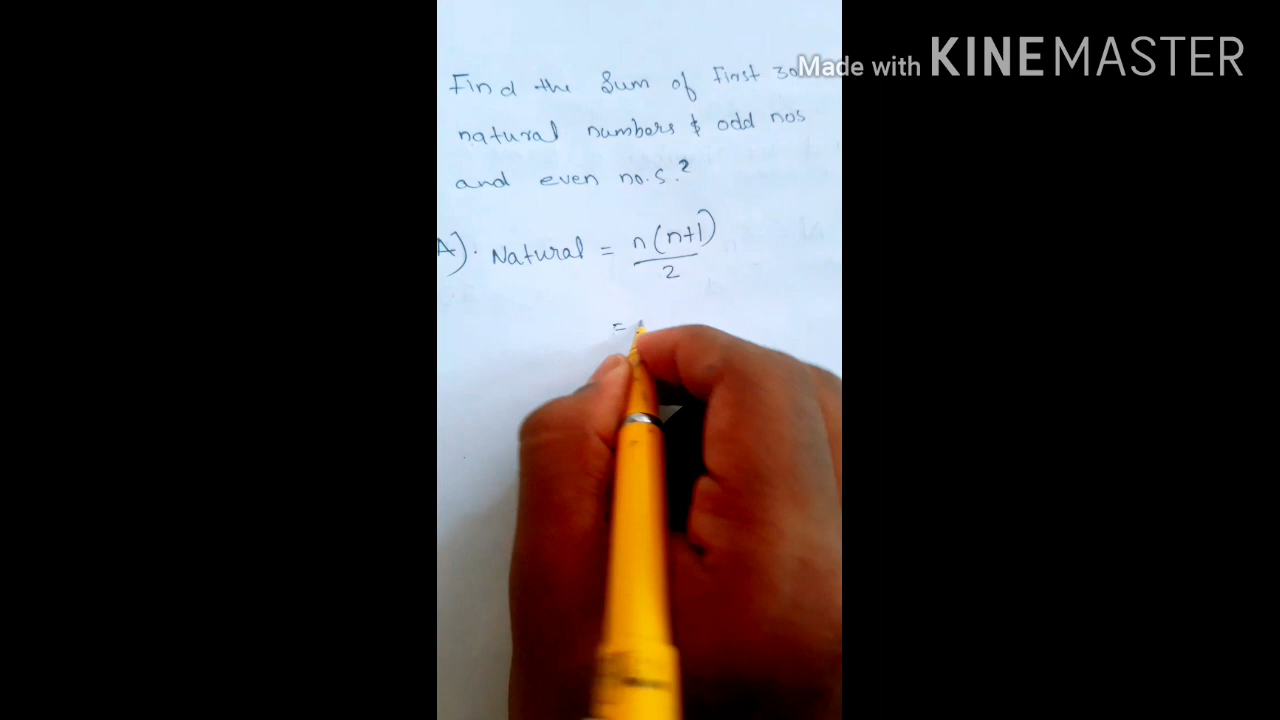 Made with KINEMASTER
Find the Sum of First 30
natural numbers & odd nos
and even no.s.?
A). Natural = n(n+1)
2
=